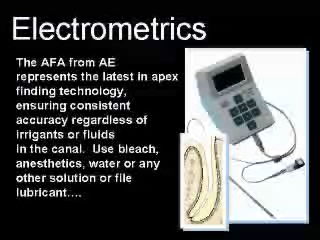 Electrometrics
The AFA from AE
represents the latest in apex
finding technology,
ensuring consistent
accuracy regardless of
irrigants or fluids
in the canal.  Use bleach,
anesthetics, water or any
other solution or file
lubricant....